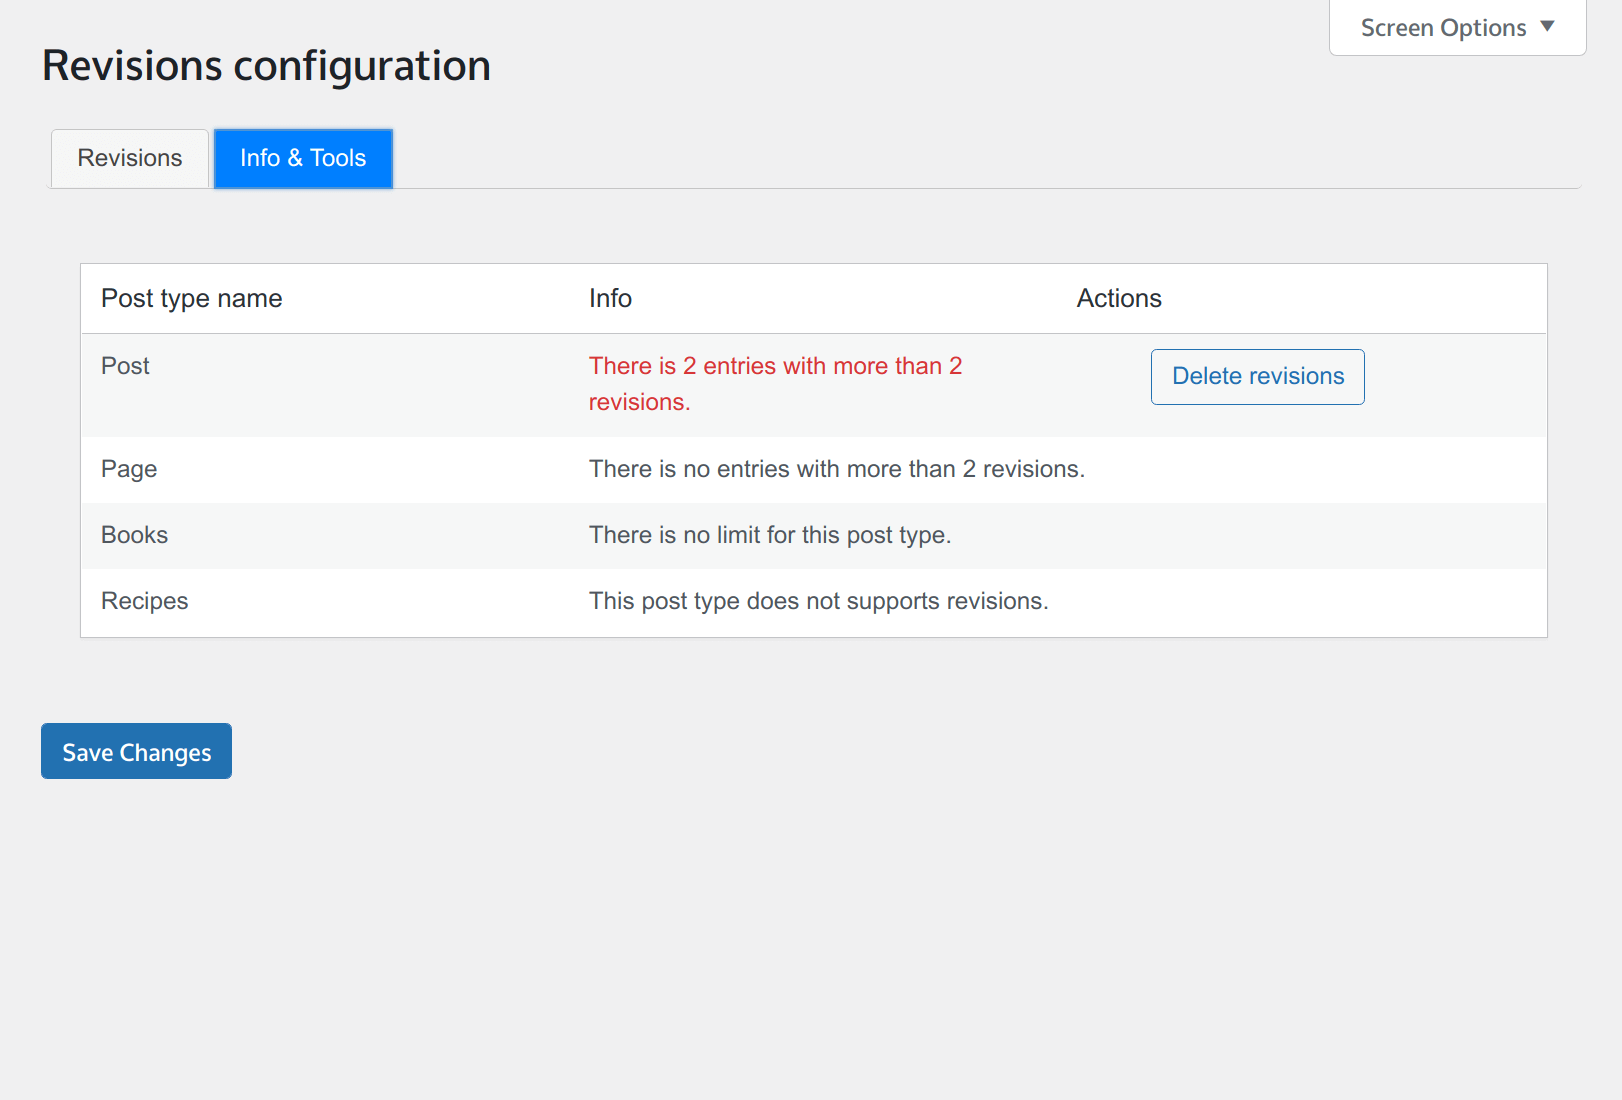 Screen Options
Revisions configuration
Revisions
Info & Tools
Post type name
Info
Actions
Post
There is 2 entries with more than 2
revisions.
Delete revisions
Page
There is no entries with more than 2 revisions.
Books
There is no limit for this post type.
Recipes
This post type does not supports revisions.
Save Changes